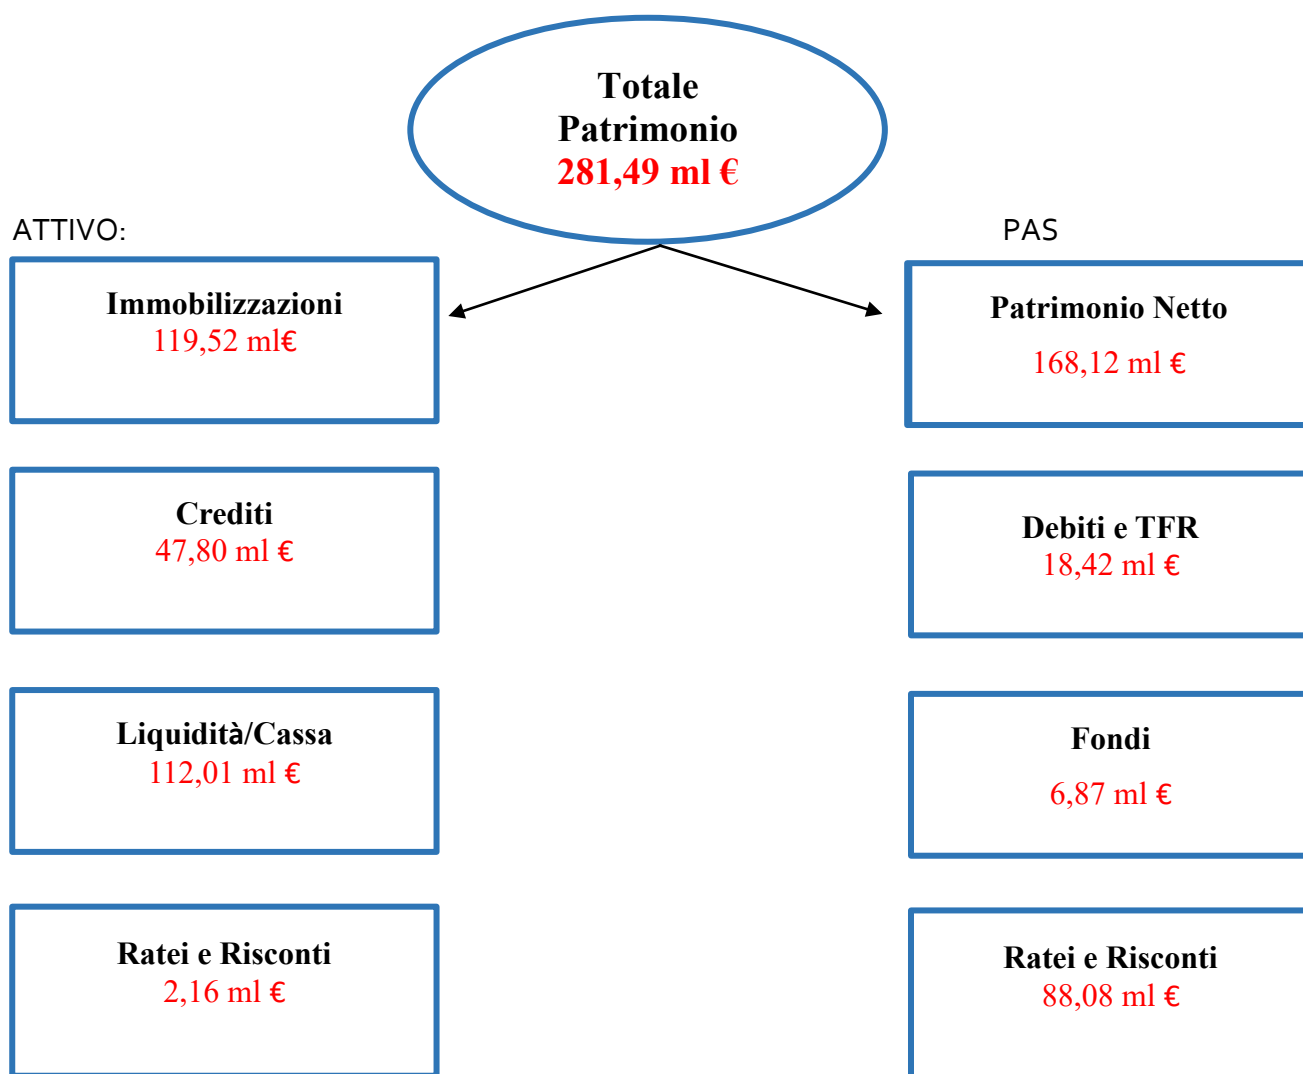 Totale
Patrimonio
281,49 ml €
ATTIVO:
Immobilizzazioni
119,52 ml€
Crediti
47,80 ml €
Liquidità/Cassa
112,01 ml €
Ratei e Risconti
2,16 ml €
PAS
Patrimonio Netto
168,12 ml €
Debiti e TFR
18,42 ml €
Fondi
6,87 ml €
Ratei e Risconti
88,08 ml €